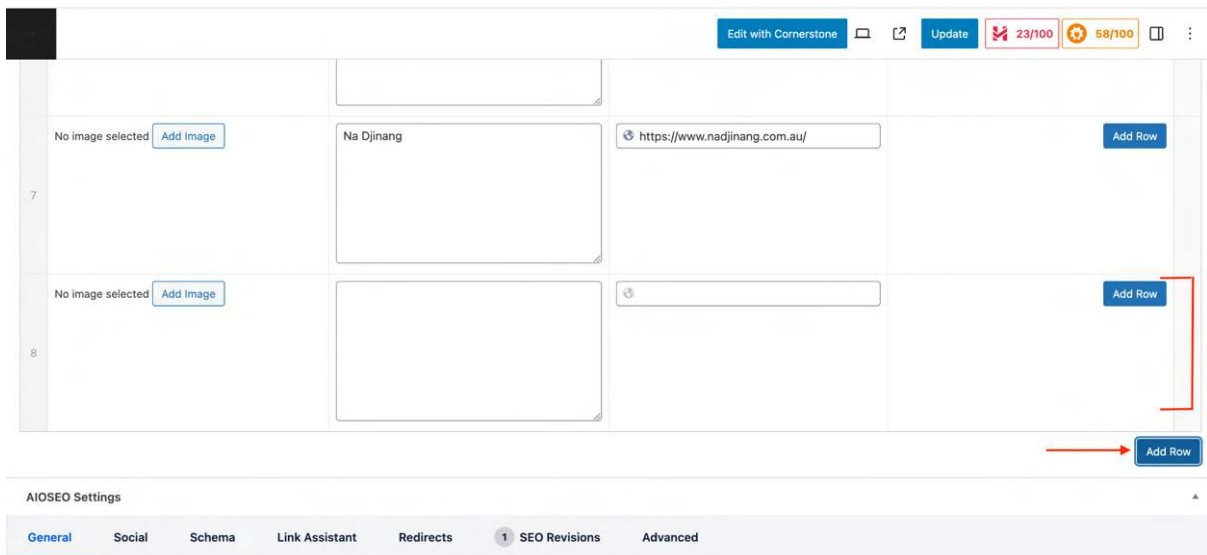 Edit with Cornerstone Update 23/100 58/100
No image selected Add Image Na Djinang https://www.nadjinang.com.au/ Add Row
7
No image selected Add Image Add Row
8
Add Row
AIOSEO Settings
General Social Schema Link Assistant Redirects 1 SEO Revisions Advanced